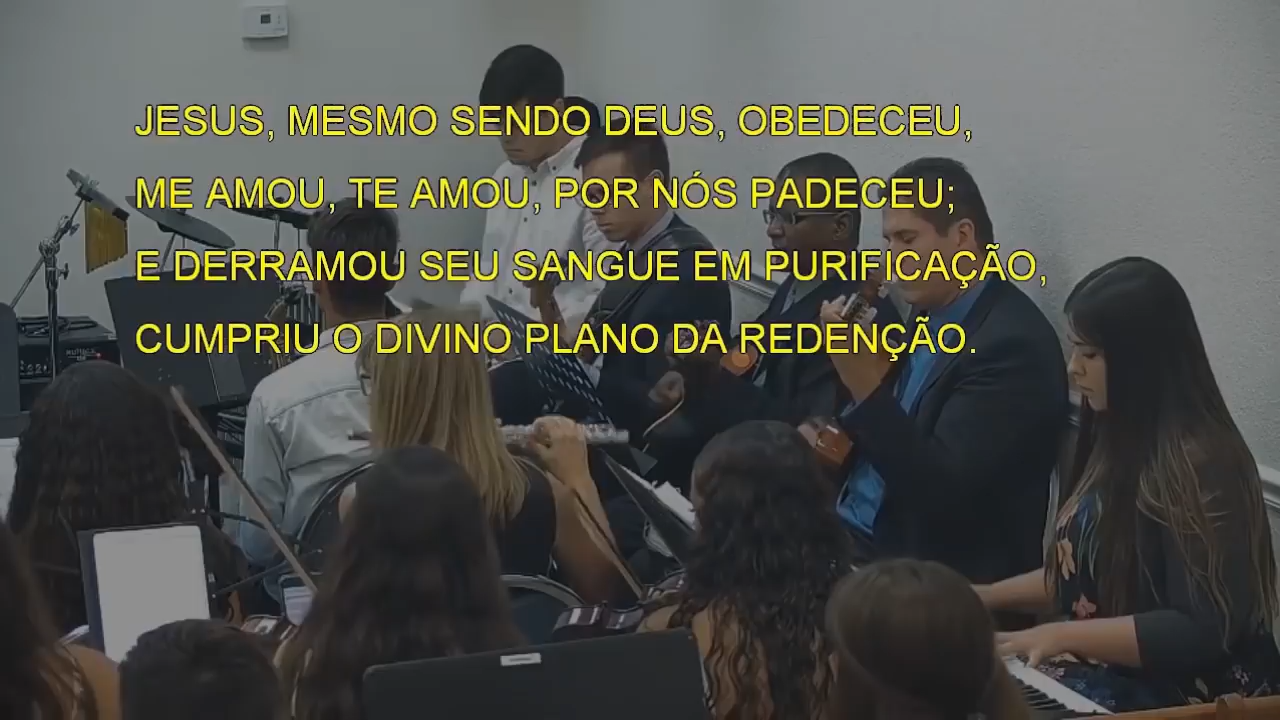 JESUS, MESMO SENDO DEUS, OBEDECEU,
ME AMOU, TE AMOU, POR NÓS PADECEU;
E DERRAMOU SEU SANGUE EM PURIFICAÇÃO,
CUMPRIU O DIVINO PLANO DA REDENÇÃO.